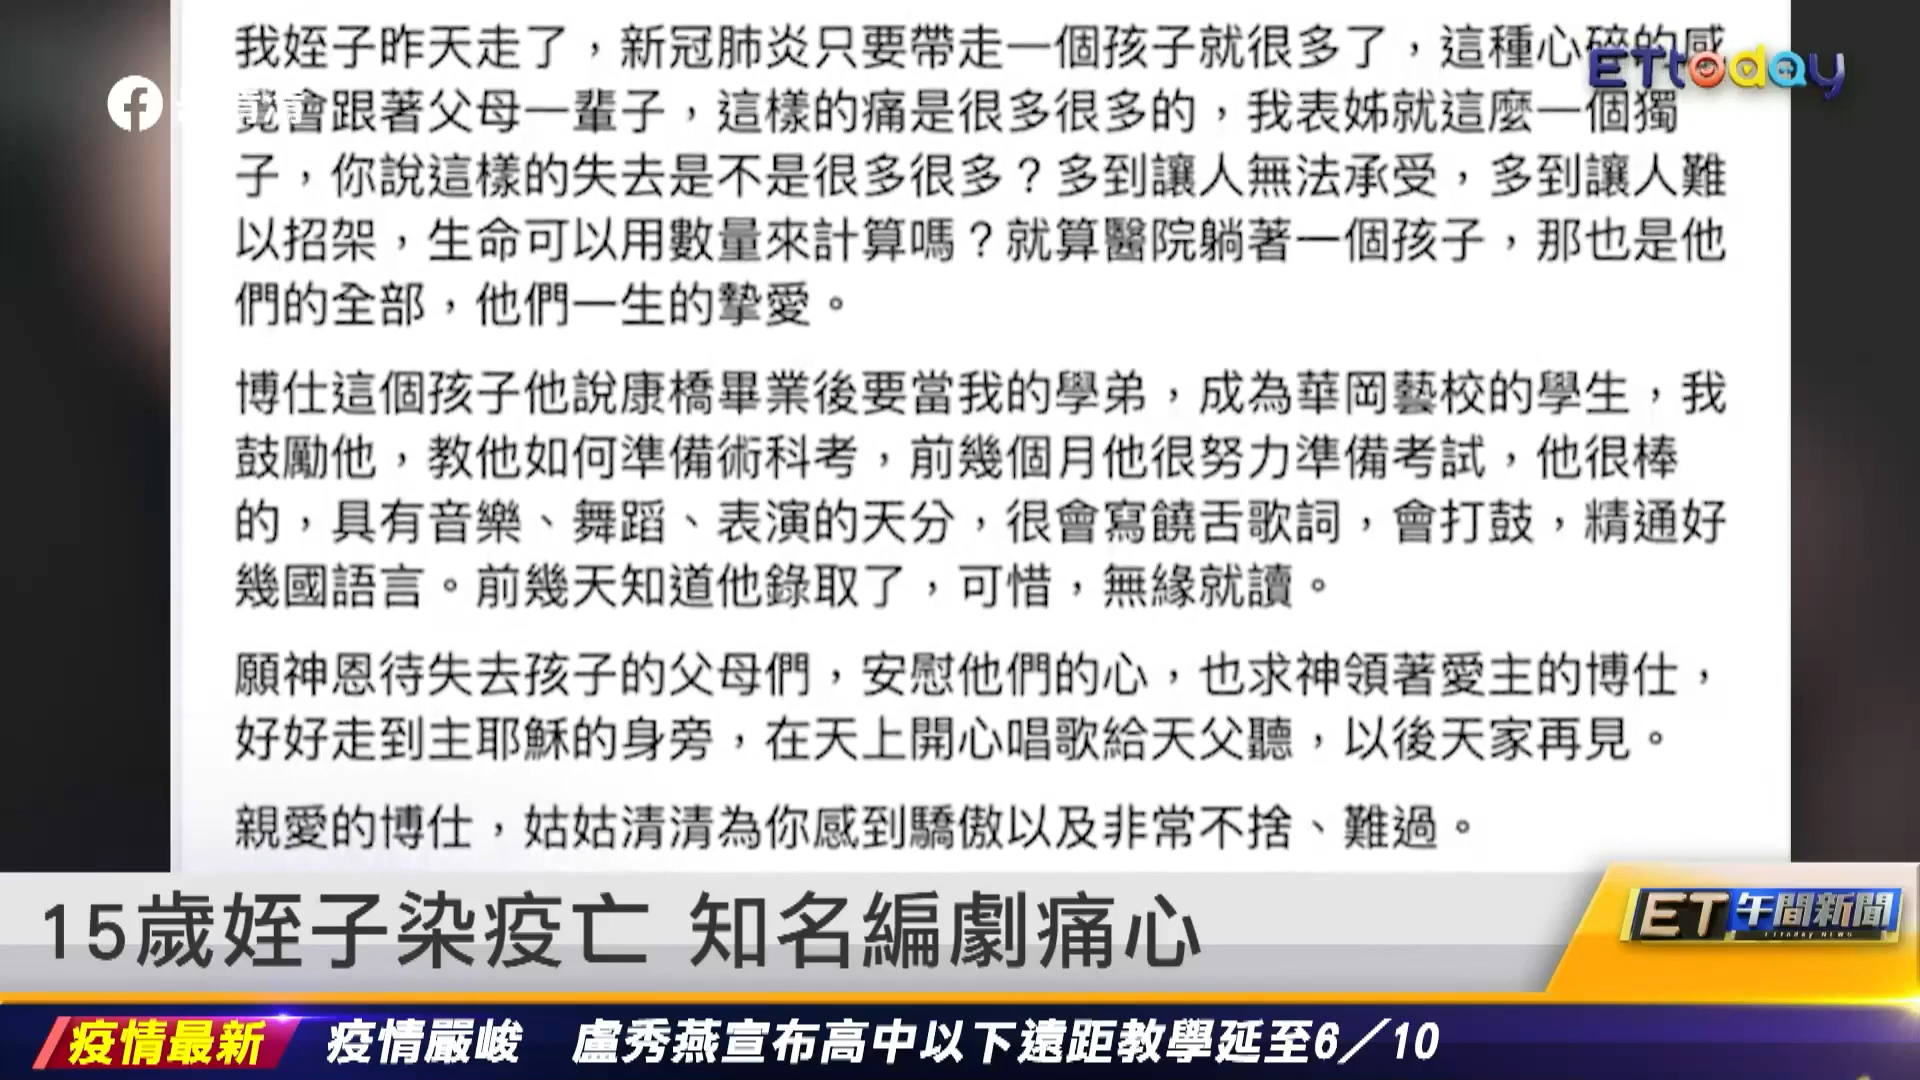 我姪子昨天走了，新冠肺炎只要帶走一個孩子就很多了，這種心碎的感
ETtoday
覺會跟著父母一輩子，這樣的痛是很多很多的，我表姊就這麼一個獨
子，你說這樣的失去是不是很多很多？多到讓人無法承受，多到讓人難
以招架，生命可以用數量來計算嗎？就算醫院躺著一個孩子，那也是他
們的全部，他們一生的摯愛。
博仕這個孩子他說康橋畢業後要當我的學弟，成為華岡藝校的學生，我
鼓勵他，教他如何準備術科考，前幾個月他很努力準備考試，他很棒
的，具有音樂、舞蹈、表演的天分，很會寫饒舌歌詞，會打鼓，精通好
幾國語言。前幾天知道他錄取了，可惜，無緣就讀。
願神恩待失去孩子的父母們，安慰他們的心，也求神領著愛主的博仕，
好好走到主耶穌的身旁，在天上開心唱歌給天父聽，以後天家再見。
親愛的博仕，姑姑清清為你感到驕傲以及非常不捨、難過。
15歲姪子染疫亡 知名編劇痛心
ET午間新聞
ETtoday NEWS
疫情最新 疫情嚴峻 盧秀燕宣布高中以下遠距教學延至6／10